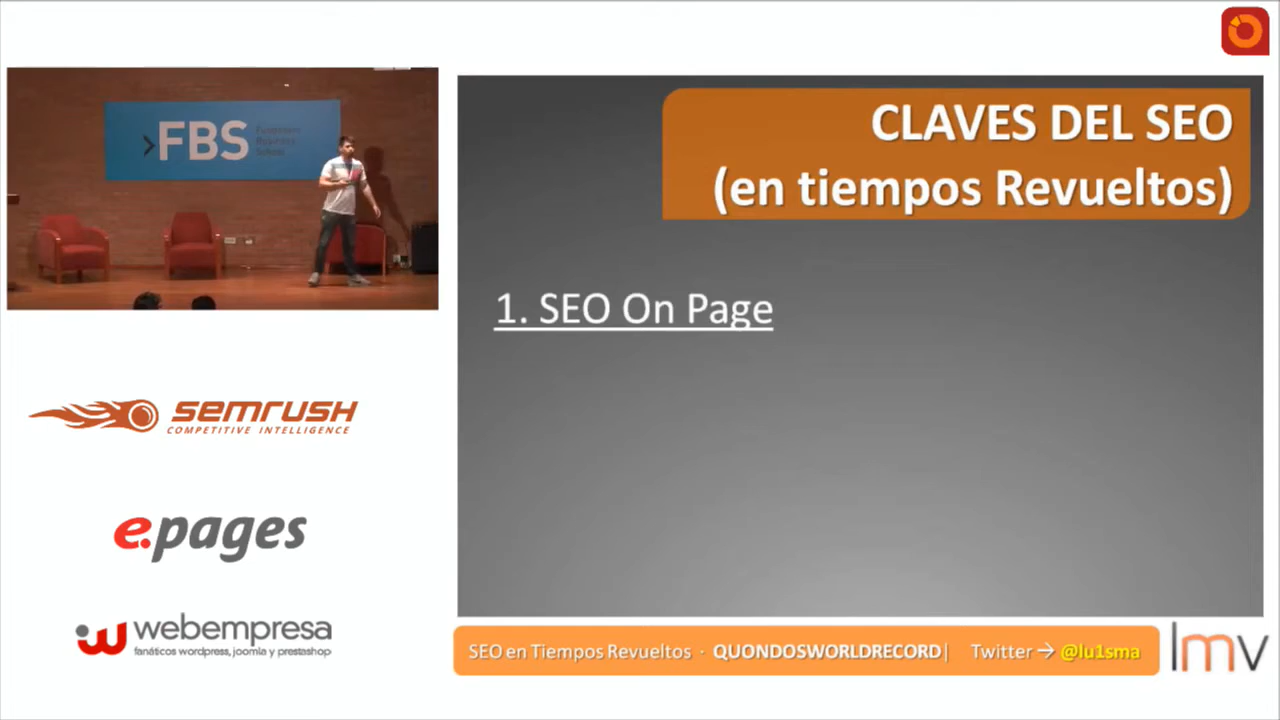 FBS
CLAVES DEL SEO
(en tiempos Revueltos)
1. SEO On Page
semrush
COMPETITIVE INTELLIGENCE
e.pages
webempresa
fanáticos wordpress, joomla y prestashop
SEO en Tiempos Revueltos · QUONDOSWORLDRECORD| Twitter → @lu1sma
lmv